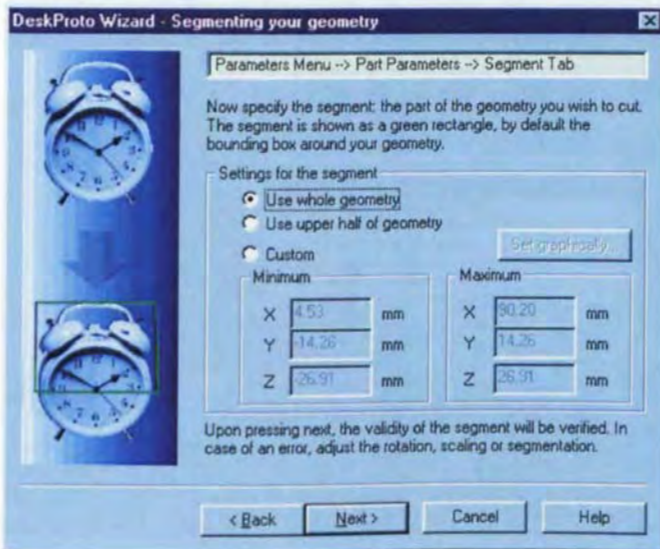 DeskProto Wizard - Segmenting your geometry
Parameters Menu --> Part Parameters --> Segment Tab
Now specify the segment: the part of the geometry you wish to cut.
The segment is shown as a green rectangle, by default the
bounding box around your geometry.
Settings for the segment
Use whole geometry
Use upper half of geometry
Custom
Set graphically...
Minimum
Maximum
X 4.53 mm
X 90.20 mm
Y -14.26 mm
Y 14.26 mm
Z -26.91 mm
Z 26.91 mm
Upon pressing next, the validity of the segment will be verified. In
case of an error, adjust the rotation, scaling or segmentation.
< Back
Next >
Cancel
Help